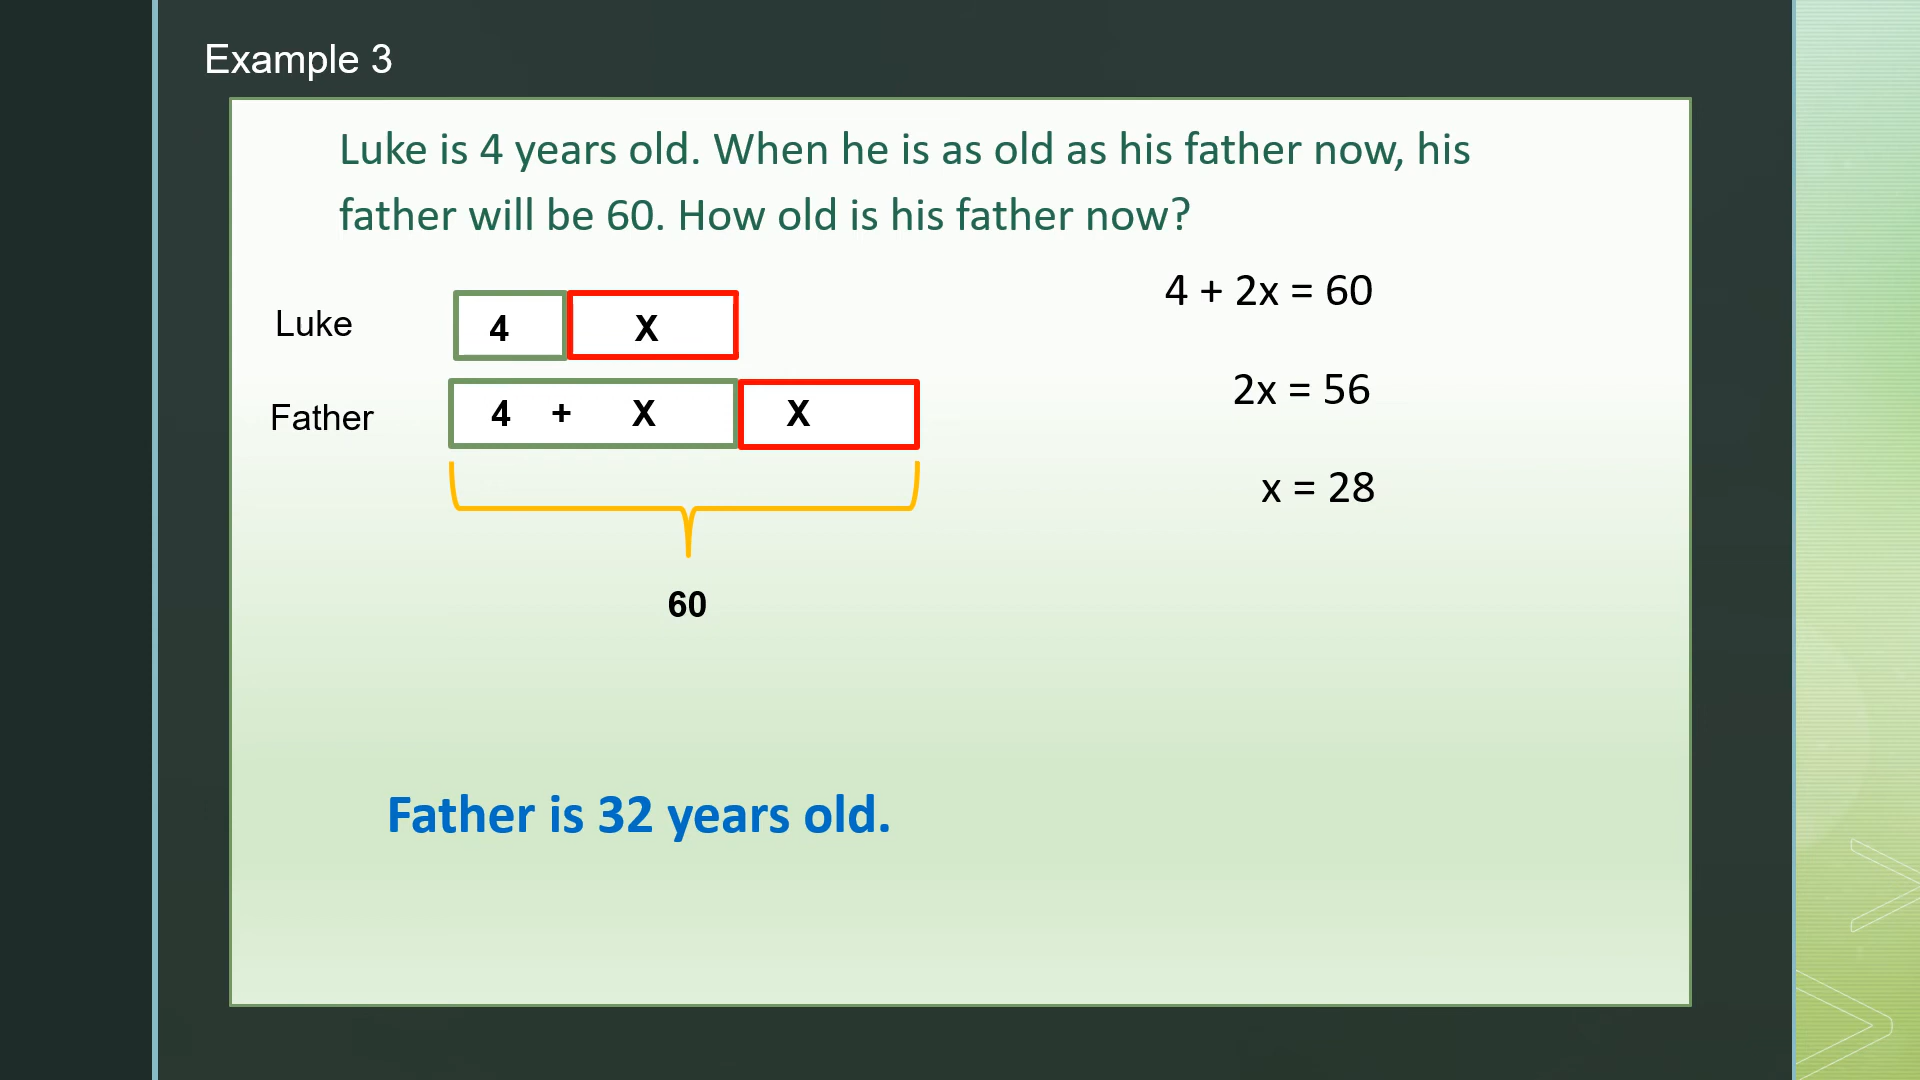 Example 3
Luke is 4 years old. When he is as old as his father now, his
father will be 60. How old is his father now?
4 + 2x = 60
Luke 4 X
2x = 56
Father 4 + X X
x = 28
60
Father is 32 years old.